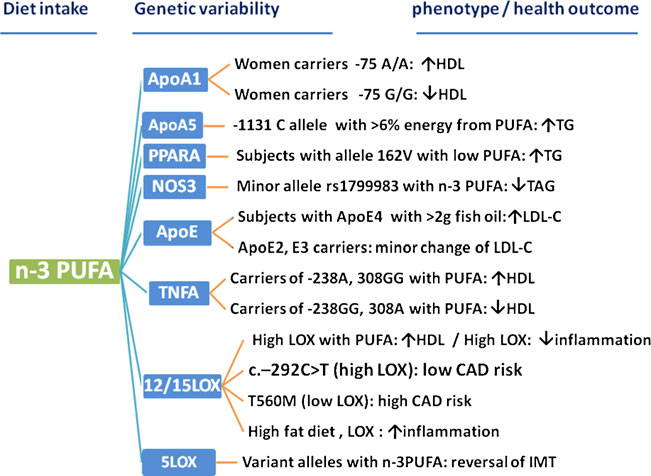 Diet intake
Genetic variability
phenotype / health outcome
n-3 PUFA
ApoA1
Women carriers -75 A/A: ↑HDL
Women carriers -75 G/G: ↓HDL
ApoA5
-1131 C allele with >6% energy from PUFA: ↑TG
PPARA
Subjects with allele 162V with low PUFA: ↑TG
NOS3
Minor allele rs1799983 with n-3 PUFA: ↓TAG
ApoE
Subjects with ApoE4 with >2g fish oil: ↑LDL-C
ApoE2, E3 carriers: minor change of LDL-C
TNFA
Carriers of -238A, 308GG with PUFA: ↑HDL
Carriers of -238GG, 308A with PUFA: ↓HDL
12/15LOX
High LOX with PUFA: ↑HDL / High LOX: ↓inflammation
c.–292C>T (high LOX): low CAD risk
T560M (low LOX): high CAD risk
High fat diet , LOX : ↑inflammation
5LOX
Variant alleles with n-3PUFA: reversal of IMT